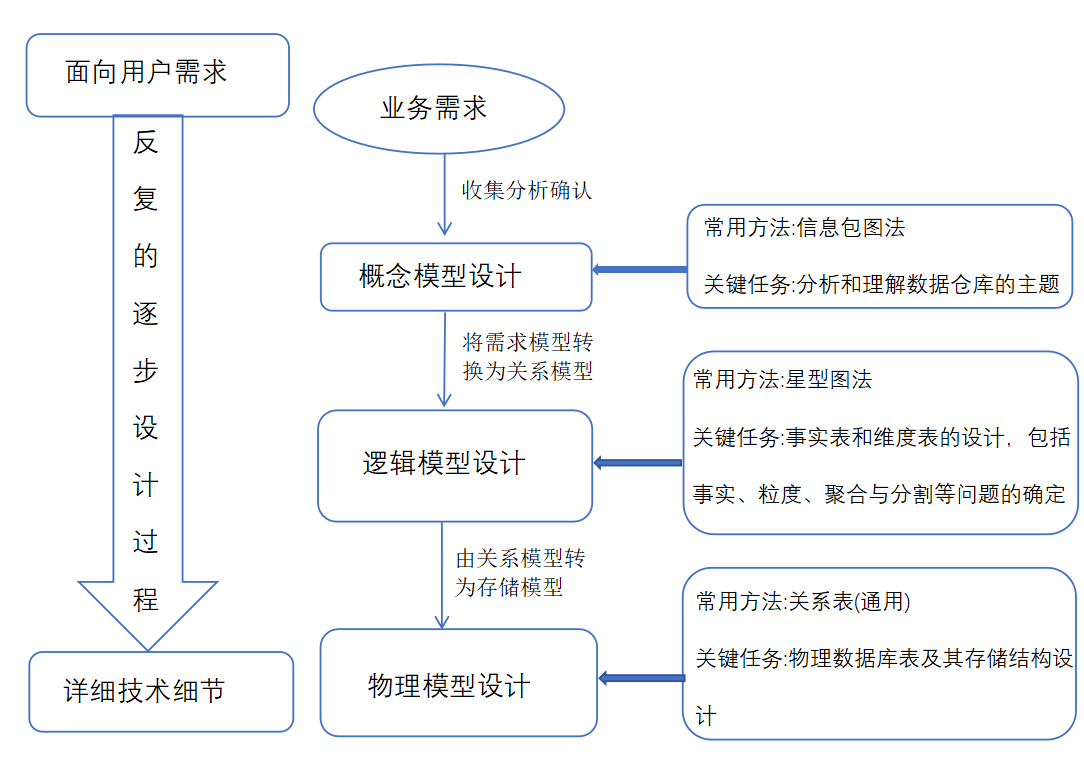 面向用户需求
反复的逐步设计过程
详细技术细节
业务需求
收集分析确认
概念模型设计
将需求模型转
换为关系模型
逻辑模型设计
由关系模型转
为存储模型
物理模型设计
常用方法:信息包图法
关键任务:分析和理解数据仓库的主题
常用方法:星型图法
关键任务:事实表和维度表的设计，包括
事实、粒度、聚合与分割等问题的确定
常用方法:关系表(通用)
关键任务:物理数据库表及其存储结构设
计